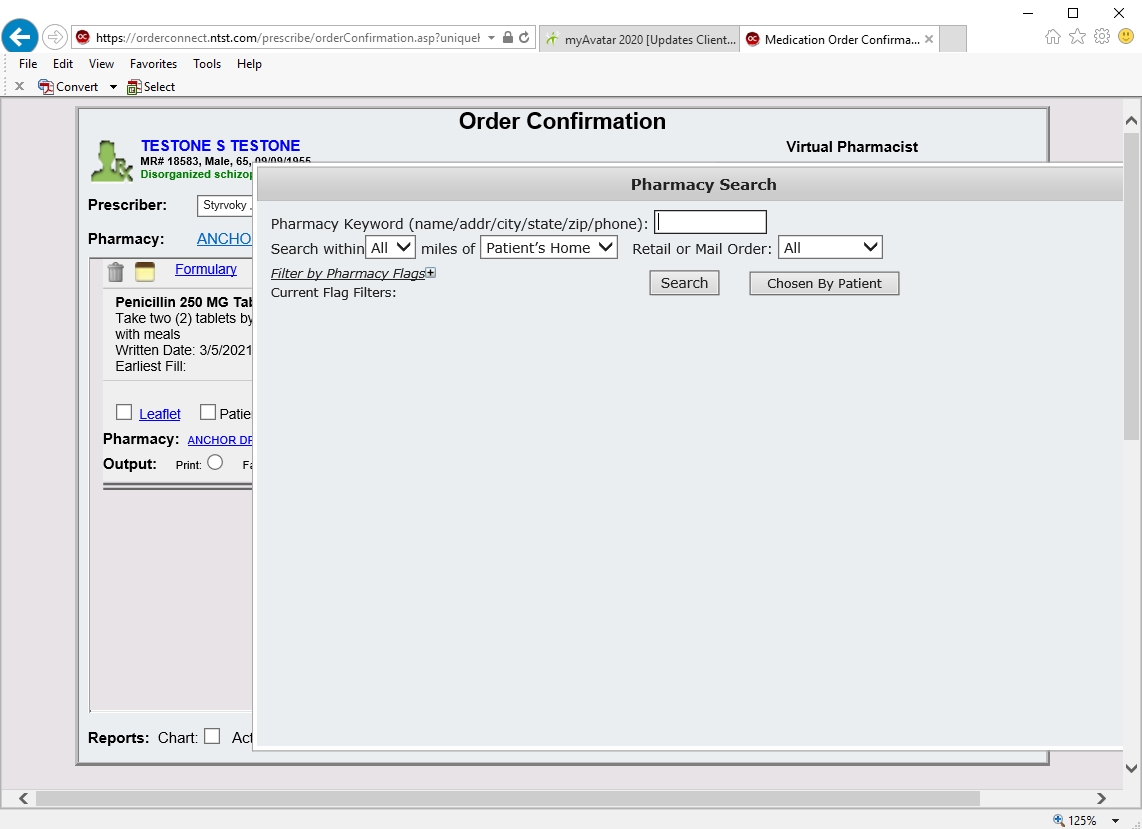 https://orderconnect.ntst.com/prescribe/orderConfirmation.asp?uniquel
myAvatar 2020 [Updates Client...
Medication Order Confirma...
File Edit View Favorites Tools Help
Convert Select
Order Confirmation
TESTONE S TESTONE
MR# 18583, Male, 65, 09/09/1955
Virtual Pharmacist
Disorganized schizop
Pharmacy Search
Prescriber: Styrvoky ,
Pharmacy Keyword (name/addr/city/state/zip/phone):
Pharmacy: ANCHO
Search within All miles of Patient's Home Retail or Mail Order: All
Formulary
Filter by Pharmacy Flags
Search Chosen By Patient
Current Flag Filters:
Penicillin 250 MG Tab
Take two (2) tablets by
with meals
Written Date: 3/5/2021
Earliest Fill:
Leaflet Patie
Pharmacy: ANCHOR DR
Output: Print: Fa
Reports: Chart: Act
125%